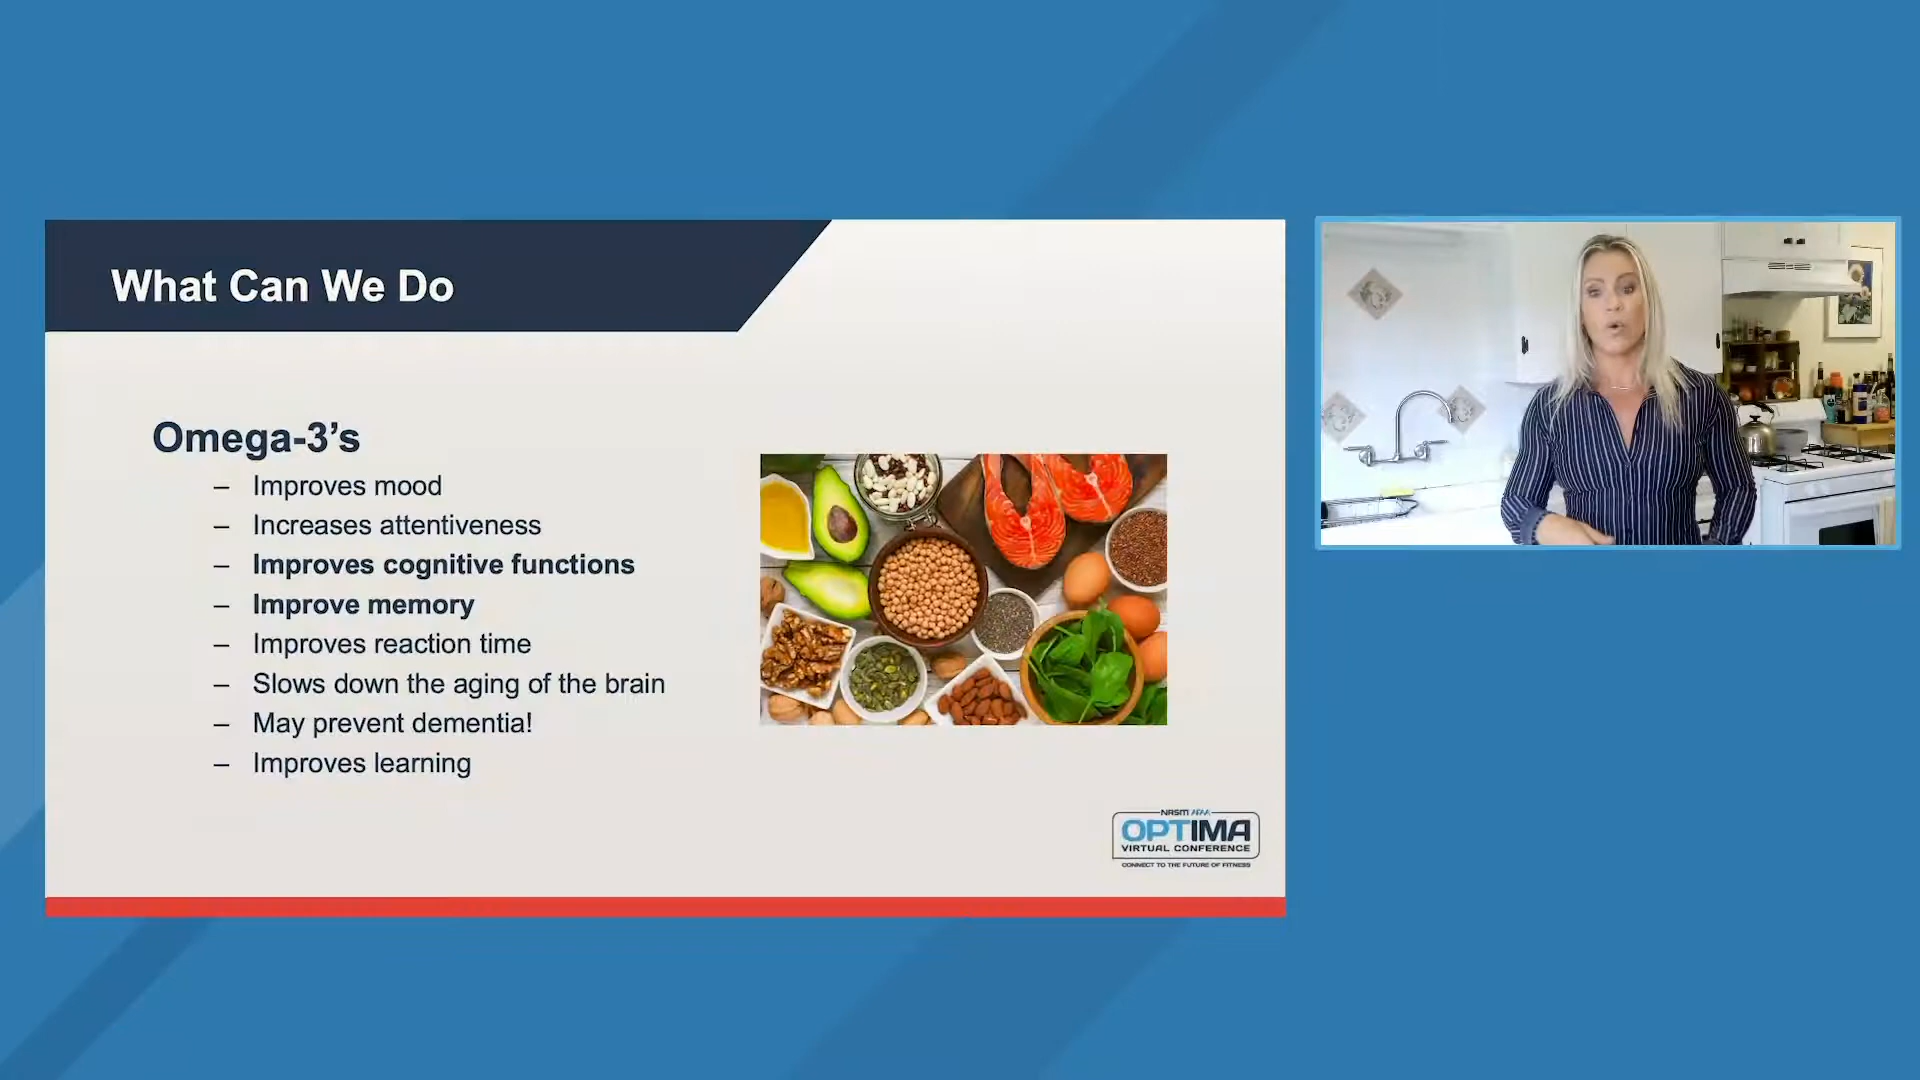 What Can We Do
Omega-3’s
– Improves mood
– Increases attentiveness
– Improves cognitive functions
– Improve memory
– Improves reaction time
– Slows down the aging of the brain
– May prevent dementia!
– Improves learning
NASM AFAA
OPTIMA
VIRTUAL CONFERENCE
CONNECT TO THE FUTURE OF FITNESS